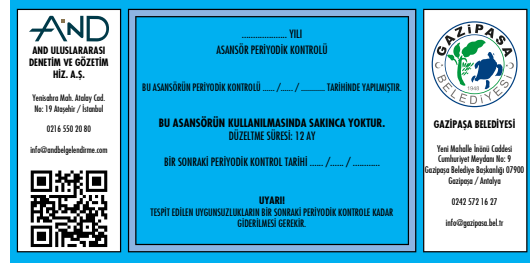 AND
AND ULUSLARARASI
DENETİM VE GÖZETİM
HİZ. A.Ş.
Yenisahra Mah. Atalay Cad.
No: 19 Ataşehir / İstanbul
0216 550 20 80
info@andbelgelendirme.com
.................... YILI
ASANSÖR PERİYODİK KONTROLÜ
BU ASANSÖRÜN PERİYODİK KONTROLÜ ...... /...... / ............ TARİHİNDE YAPILMIŞTIR.
BU ASANSÖRÜN KULLANILMASINDA SAKINCA YOKTUR.
DÜZELTME SÜRESİ: 12 AY
BİR SONRAKİ PERİYODİK KONTROL TARİHİ ...... /...... / ............
UYARI!
TESPİT EDİLEN UYGUNSUZLUKLARIN BİR SONRAKİ PERİYODİK KONTROLE KADAR
GİDERİLMESİ GEREKİR.
GAZİPAŞA
1948
BELEDİYESİ
GAZİPAŞA BELEDİYESİ
Yeni Mahalle İnönü Caddesi
Cumhuriyet Meydanı No: 9
Gazipaşa Belediye Başkanlığı 07900
Gazipaşa / Antalya
0242 572 16 27
info@gazipasa.bel.tr